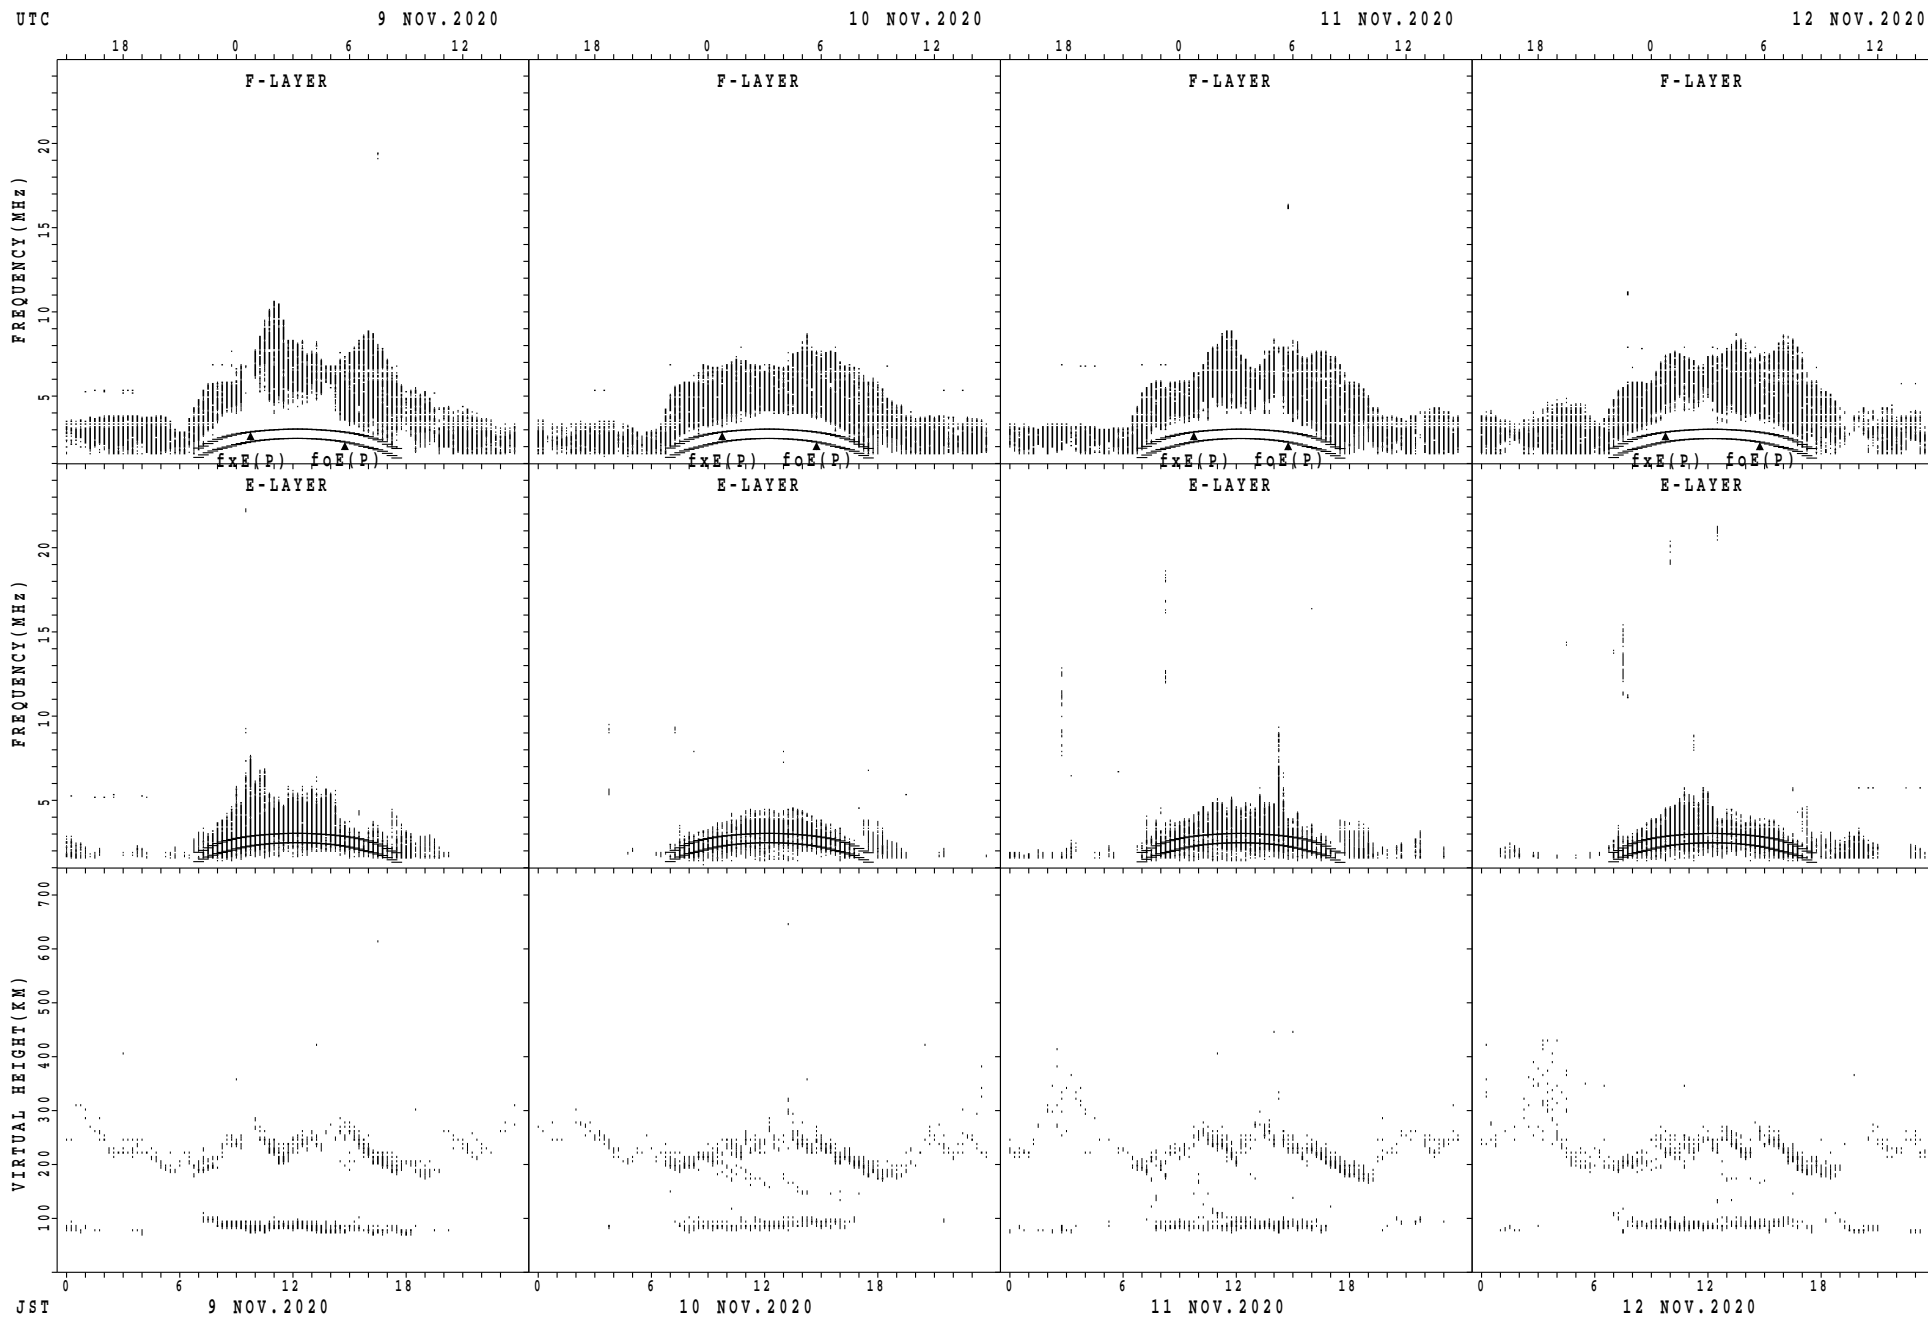 UTC 9 NOV.2020 10 NOV.2020 11 NOV.2020 12 NOV.2020
18 0 6 12 18 0 6 12 18 0 6 12 18 0 6 12
F-LAYER F-LAYER F-LAYER F-LAYER
FREQUENCY(MHz)
20
15
10
5
fxE(P) foE(P) fxE(P) foE(P) fxE(P) foE(P) fxE(P) foE(P)
E-LAYER E-LAYER E-LAYER E-LAYER
FREQUENCY(MHz)
20
15
10
5
VIRTUAL HEIGHT(KM)
700
600
500
400
300
200
100
0 6 12 18 0 6 12 18 0 6 12 18 0 6 12 18
JST 9 NOV.2020 10 NOV.2020 11 NOV.2020 12 NOV.2020